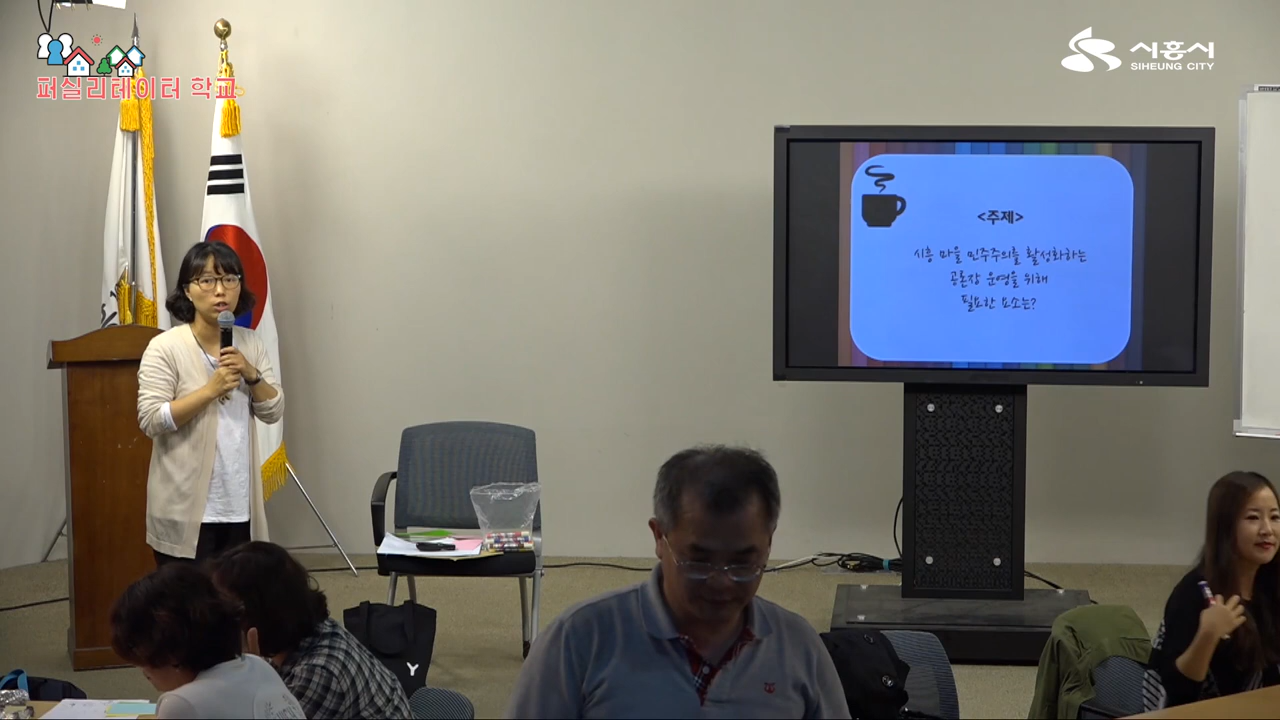 퍼실리테이터 학교
시흥시
SIHEUNG CITY
<주제>
시흥 마을 민주주의를 활성화하는
공론장 운영을 위해
필요한 요소는?
Y